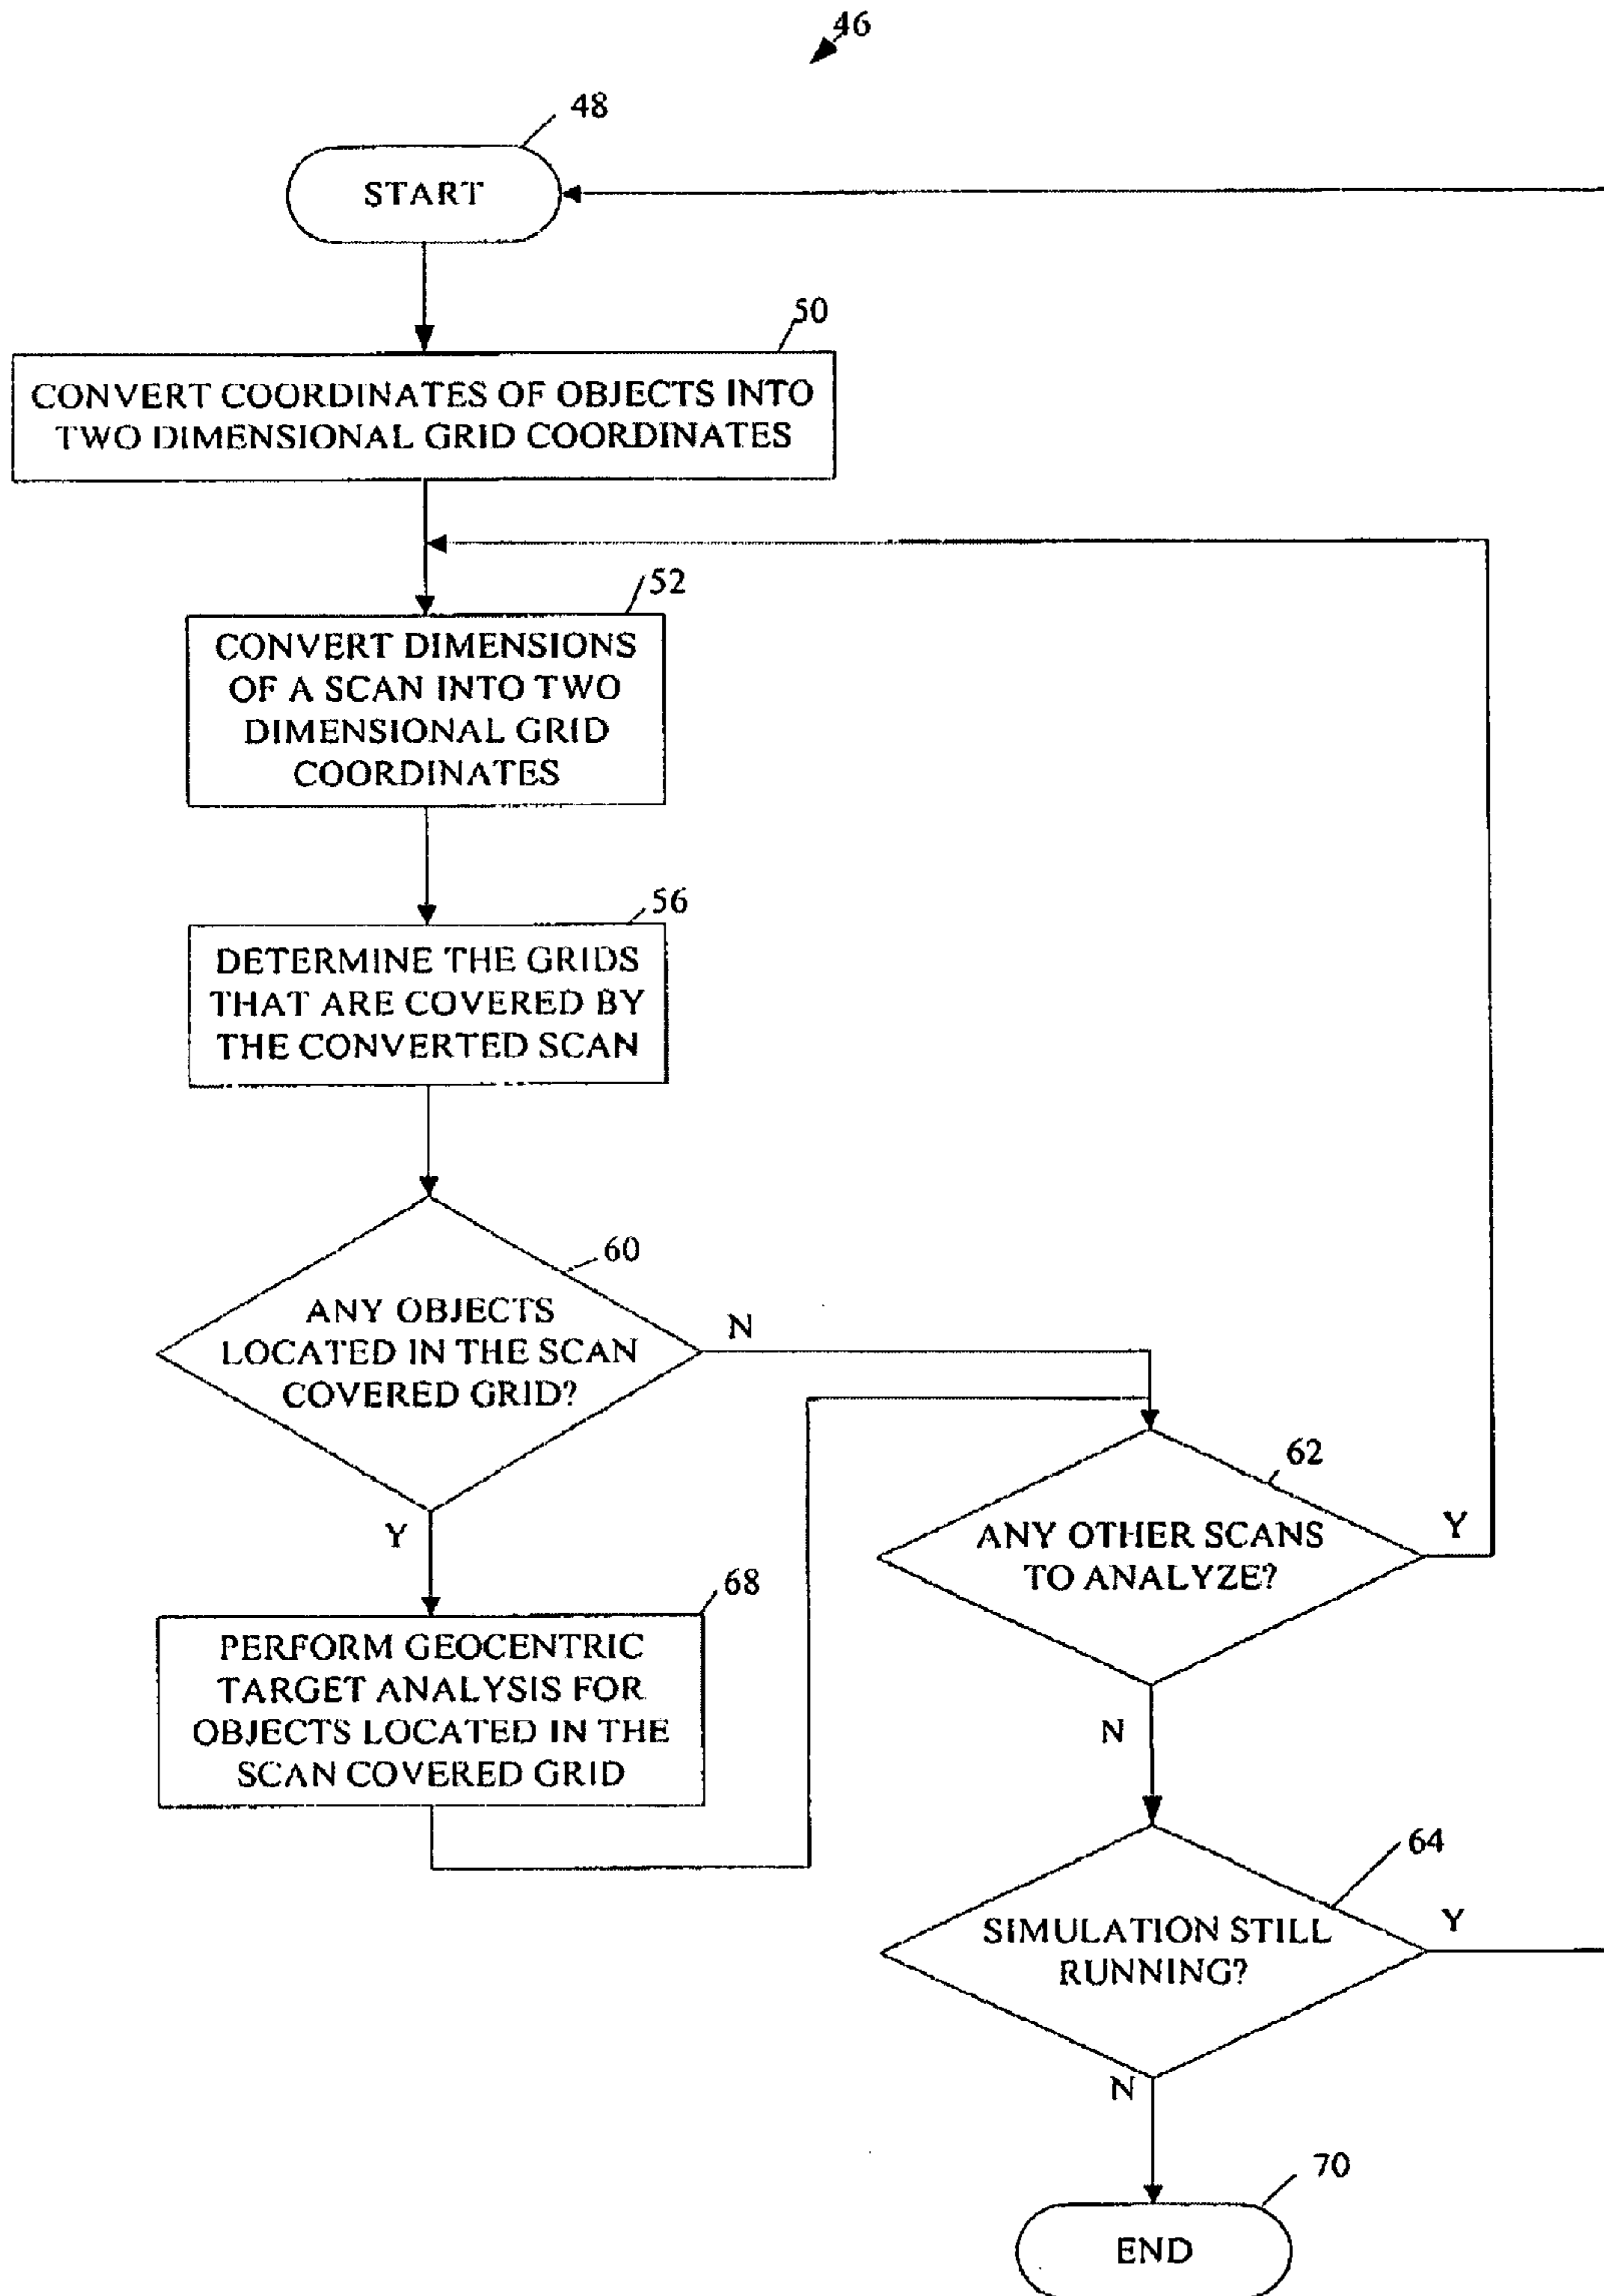 46
48
START
50
CONVERT COORDINATES OF OBJECTS INTO
TWO DIMENSIONAL GRID COORDINATES
52
CONVERT DIMENSIONS
OF A SCAN INTO TWO
DIMENSIONAL GRID
COORDINATES
56
DETERMINE THE GRIDS
THAT ARE COVERED BY
THE CONVERTED SCAN
60
ANY OBJECTS
LOCATED IN THE SCAN
COVERED GRID?
N
Y
62
ANY OTHER SCANS
TO ANALYZE?
Y
N
68
PERFORM GEOCENTRIC
TARGET ANALYSIS FOR
OBJECTS LOCATED IN THE
SCAN COVERED GRID
64
SIMULATION STILL
RUNNING?
Y
N
70
END